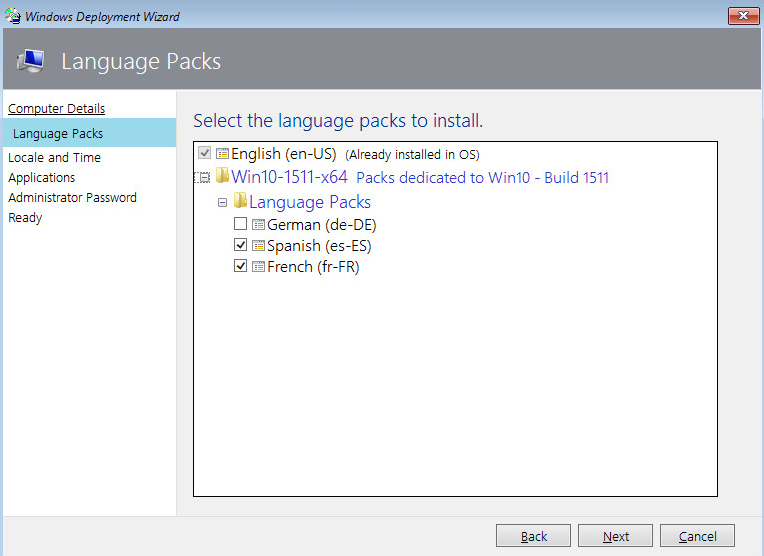 Windows Deployment Wizard
Language Packs
Computer Details
Language Packs
Locale and Time
Applications
Administrator Password
Ready
Select the language packs to install.
English (en-US) (Already installed in OS)
Win10-1511-x64 Packs dedicated to Win10 - Build 1511
Language Packs
German (de-DE)
Spanish (es-ES)
French (fr-FR)
Back Next Cancel